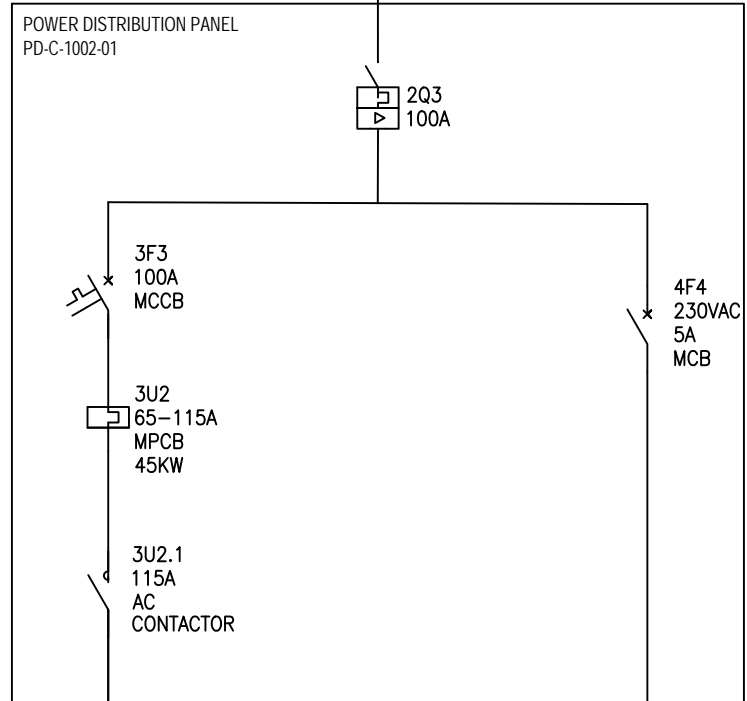 POWER DISTRIBUTION PANEL
PD-C-1002-01
2Q3
100A
3F3
100A
MCCB
4F4
230VAC
5A
MCB
3U2
65-115A
MPCB
45KW
3U2.1
115A
AC
CONTACTOR